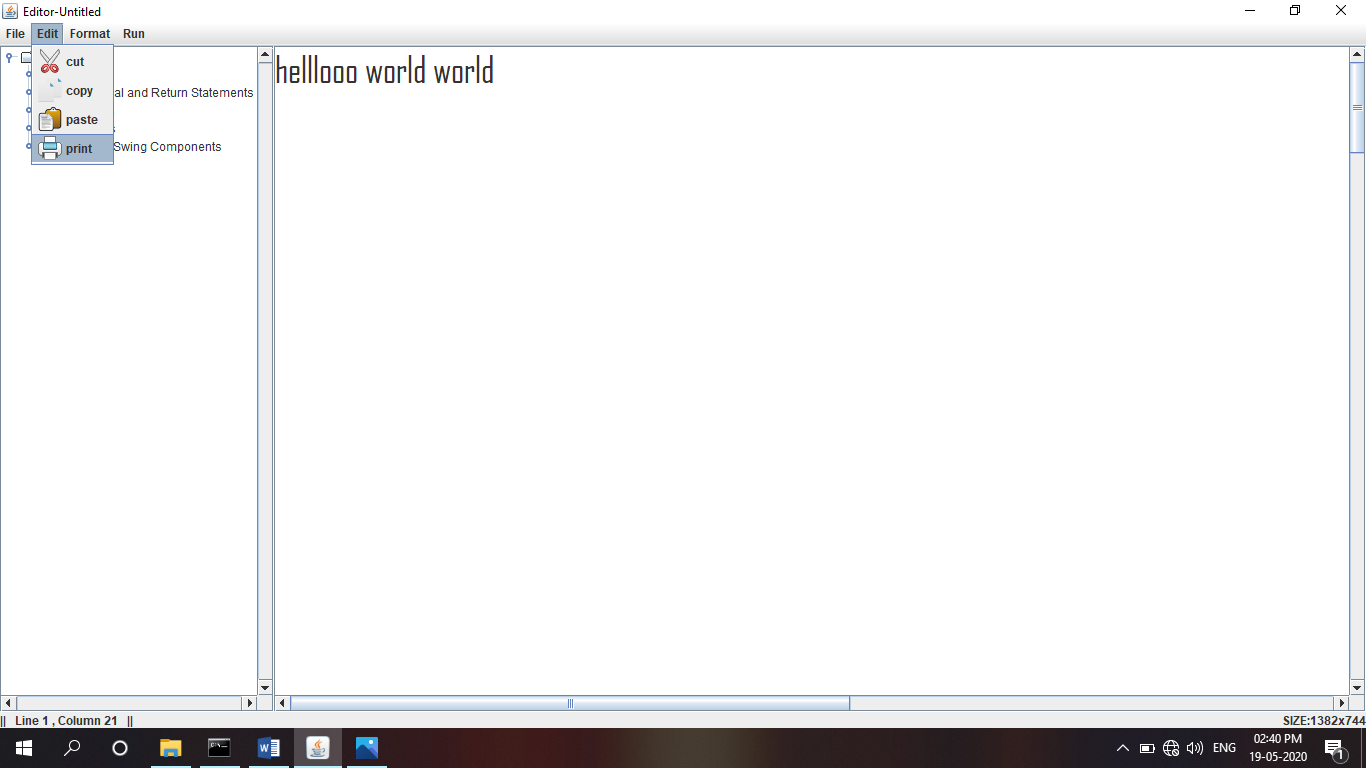 Editor-Untitled
File Edit Format Run
cut
copy
paste
print
al and Return Statements
Swing Components
helllooo world world
|| Line 1 , Column 21 ||
SIZE:1382x744
ENG
02:40 PM
19-05-2020
1